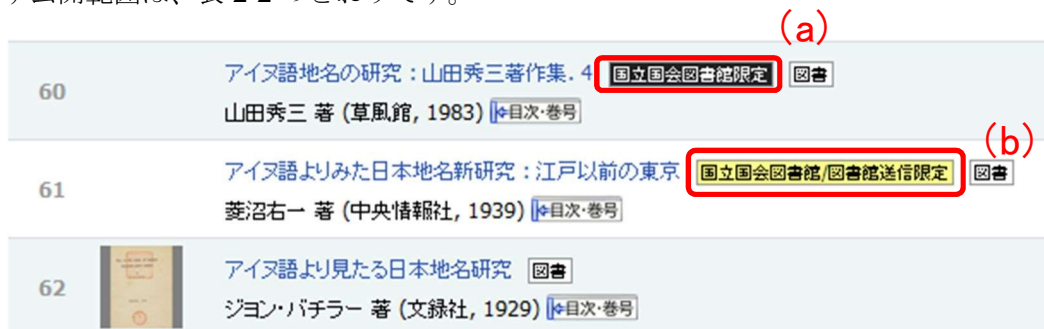 ノム用靶囲は、表２２のとおりです。
(a)
60
アイヌ語地名の研究：山田秀三著作集. 4 国立国会図書館限定 図書
山田秀三 著 (草風館, 1983) 目次･巻号
(b)
61
アイヌ語よりみた日本地名新研究：江戸以前の東京 国立国会図書館/図書館送信限定 図書
菱沼右一 著 (中央情報社, 1939) 目次･巻号
62
アイヌ語より見たる日本地名研究 図書
ジヨン･バチラー 著 (文録社, 1929) 目次･巻号